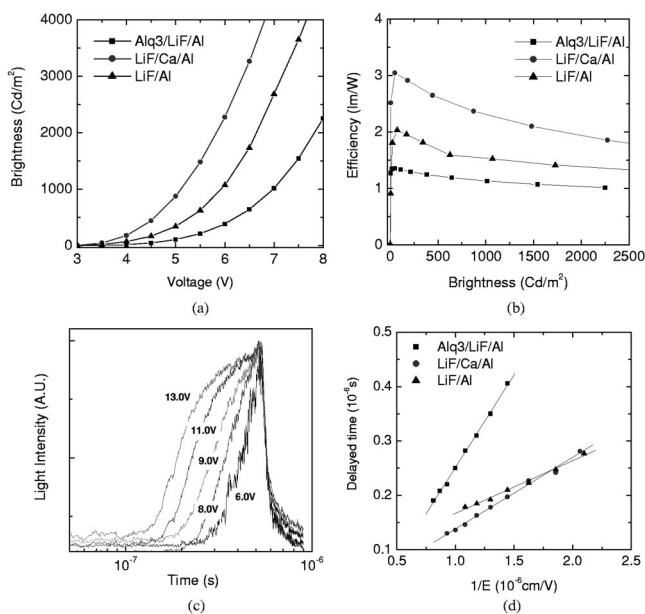 4000
3000
2000
1000
0
3
4
5
6
7
8
Brightness (Cd/m²)
Voltage (V)
Alq3/LiF/Al
LiF/Ca/Al
LiF/Al
(a)
4
3
2
1
0
0
500
1000
1500
2000
2500
Efficiency (lm/W)
Brightness (Cd/m²)
Alq3/LiF/Al
LiF/Ca/Al
LiF/Al
(b)
Light Intensity (A.U.)
13.0V
11.0V
9.0V
8.0V
6.0V
10⁻⁷
10⁻⁶
Time (s)
(c)
0.5
0.4
0.3
0.2
0.1
0.5
1.0
1.5
2.0
2.5
Delayed time (10⁻⁶s)
1/E (10⁻⁶cm/V)
Alq3/LiF/Al
LiF/Ca/Al
LiF/Al
(d)